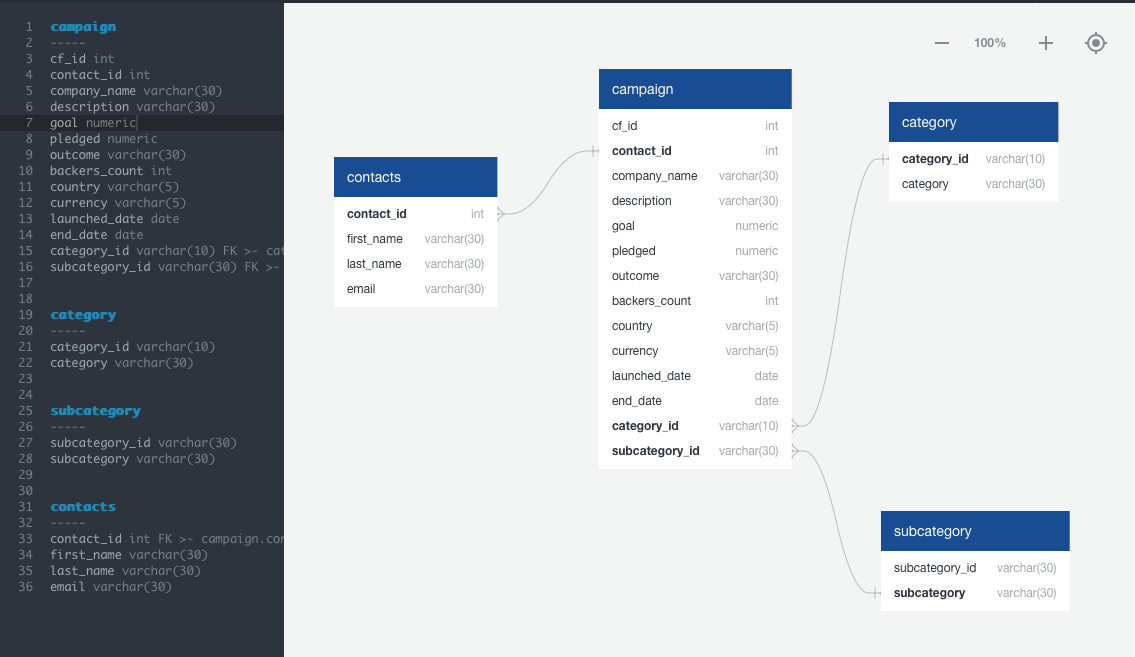 1 campaign
2 -----
3 cf_id int
4 contact_id int
5 company_name varchar(30)
6 description varchar(30)
7 goal numeric
8 pledged numeric
9 outcome varchar(30)
10 backers_count int
11 country varchar(5)
12 currency varchar(5)
13 launched_date date
14 end_date date
15 category_id varchar(10) FK >- cat
16 subcategory_id varchar(30) FK >-
17
18
19 category
20 -----
21 category_id varchar(10)
22 category varchar(30)
23
24
25 subcategory
26 -----
27 subcategory_id varchar(30)
28 subcategory varchar(30)
29
30
31 contacts
32 -----
33 contact_id int FK >- campaign.con
34 first_name varchar(30)
35 last_name varchar(30)
36 email varchar(30)
100%
contacts
contact_id int
first_name varchar(30)
last_name varchar(30)
email varchar(30)
campaign
cf_id int
contact_id int
company_name varchar(30)
description varchar(30)
goal numeric
pledged numeric
outcome varchar(30)
backers_count int
country varchar(5)
currency varchar(5)
launched_date date
end_date date
category_id varchar(10)
subcategory_id varchar(30)
category
category_id varchar(10)
category varchar(30)
subcategory
subcategory_id varchar(30)
subcategory varchar(30)